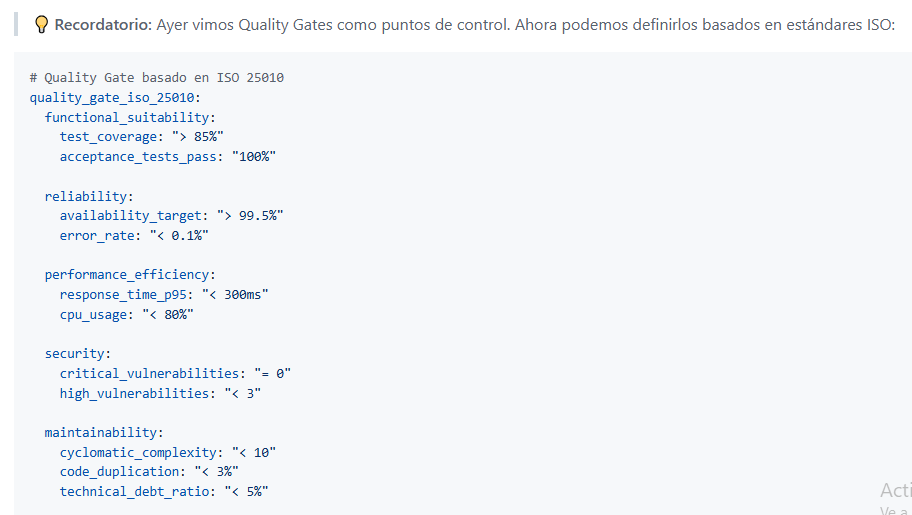 💡 Recordatorio: Ayer vimos Quality Gates como puntos de control. Ahora podemos definirlos basados en estándares ISO:
# Quality Gate basado en ISO 25010
quality_gate_iso_25010:
  functional_suitability:
    test_coverage: "> 85%"
    acceptance_tests_pass: "100%"

  reliability:
    availability_target: "> 99.5%"
    error_rate: "< 0.1%"

  performance_efficiency:
    response_time_p95: "< 300ms"
    cpu_usage: "< 80%"

  security:
    critical_vulnerabilities: "= 0"
    high_vulnerabilities: "< 3"

  maintainability:
    cyclomatic_complexity: "< 10"
    code_duplication: "< 3%"
    technical_debt_ratio: "< 5%"
Acti
Ve a